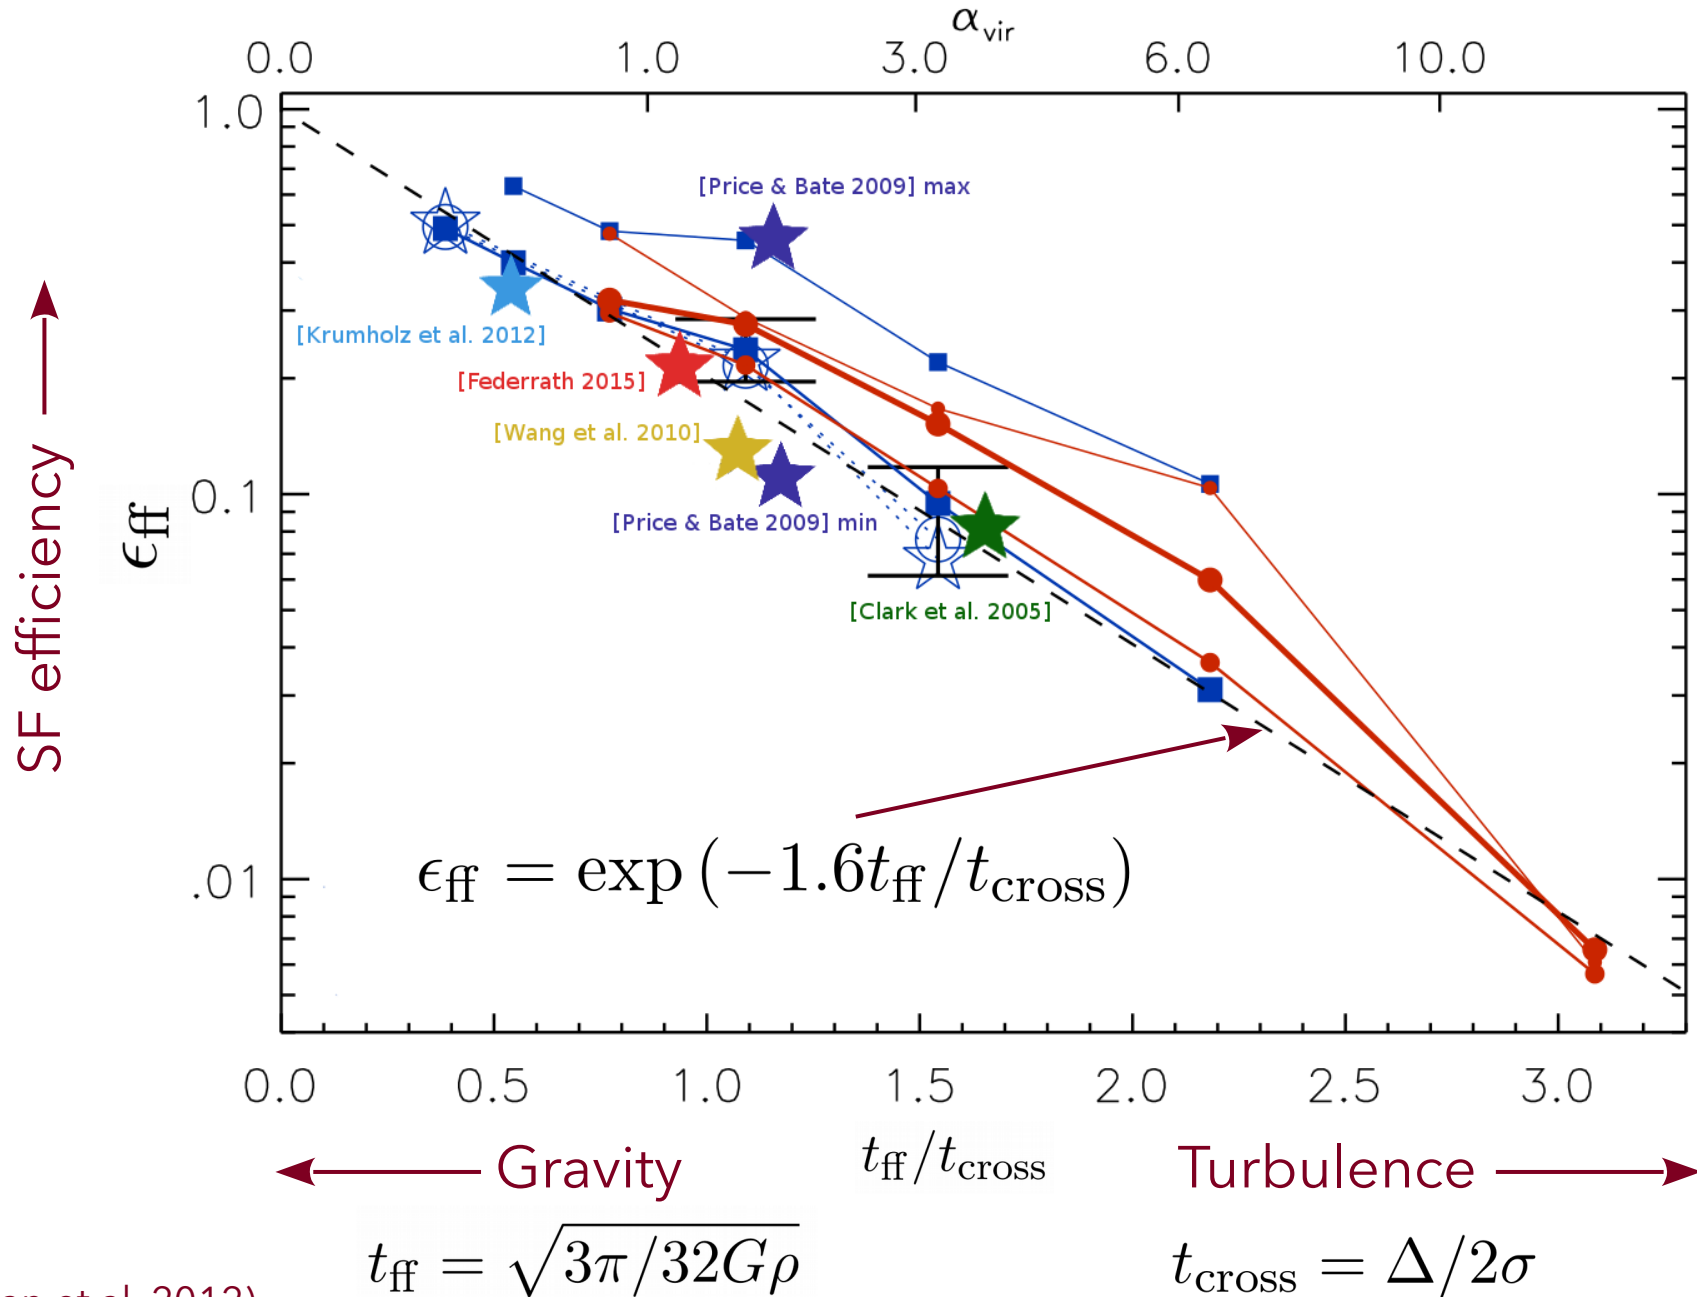 α_vir
0.0 1.0 3.0 6.0 10.0
1.0
[Price & Bate 2009] max
[Krumholz et al. 2012]
[Federrath 2015]
[Wang et al. 2010]
0.1
[Price & Bate 2009] min
[Clark et al. 2005]
SF efficiency
ϵ_ff
ϵ_ff = exp (−1.6t_ff/t_cross)
.01
0.0 0.5 1.0 1.5 2.0 2.5 3.0
Gravity
t_ff/t_cross
Turbulence
t_ff = √3π/32Gρ
t_cross = Δ/2σ
et al. 2012)